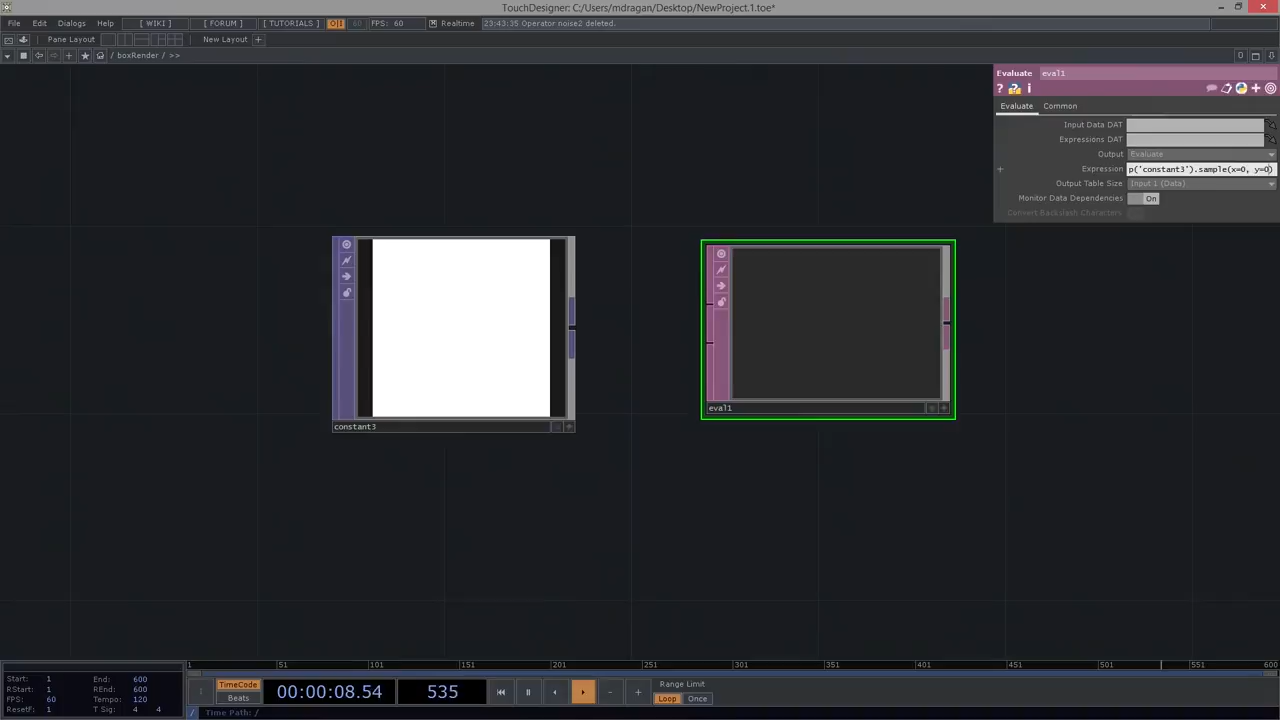 TouchDesigner: C:/Users/mdragan/Desktop/NewProject.1.toe*
File Edit Dialogs Help [ WIKI ] [ FORUM ] [ TUTORIALS ] O|1 60 FPS: 60 Realtime 23:43:35 Operator noise2 deleted.
Pane Layout New Layout +
/ boxRender / >>
Evaluate eval1
Evaluate Common
Input Data DAT
Expressions DAT
Output Evaluate
Expression p('constant3').sample(x=0, y=0)
Output Table Size Input 1 (Data)
Monitor Data Dependencies On
Convert Backslash Characters
constant3
eval1
1 51 101 151 201 251 301 351 401 451 501 551 600
Start: 1 End: 600
RStart: 1 REnd: 600
FPS: 60 Tempo: 120
ResetF: 1 T Sig: 4 4
TimeCode
Beats
00:00:08.54
535
Range Limit
Loop Once
/ Time Path: /